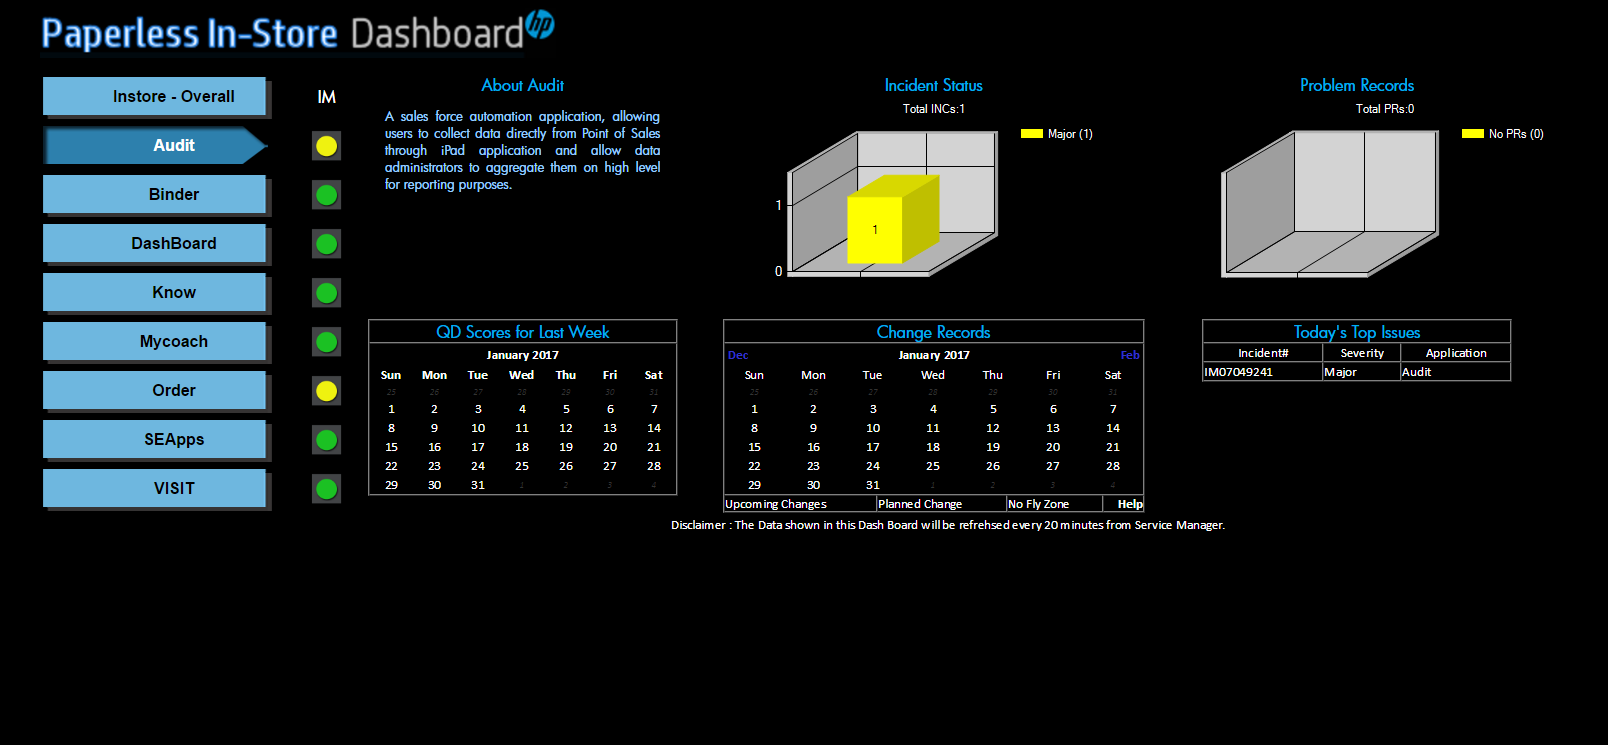 Paperless In-Store Dashboard hp
Instore - Overall
IM
Audit
Binder
DashBoard
Know
Mycoach
Order
SEApps
VISIT
About Audit
A sales force automation application, allowing
users to collect data directly from Point of Sales
through iPad application and allow data
administrators to aggregate them on high level
for reporting purposes.
Incident Status
Total INCs:1
Major (1)
1
1
0
Problem Records
Total PRs:0
No PRs (0)
QD Scores for Last Week
January 2017
Sun Mon Tue Wed Thu Fri Sat
25 26 27 28 29 30 31
1 2 3 4 5 6 7
8 9 10 11 12 13 14
15 16 17 18 19 20 21
22 23 24 25 26 27 28
29 30 31 1 2 3 4
Change Records
Dec January 2017 Feb
Sun Mon Tue Wed Thu Fri Sat
25 26 27 28 29 30 31
1 2 3 4 5 6 7
8 9 10 11 12 13 14
15 16 17 18 19 20 21
22 23 24 25 26 27 28
29 30 31 1 2 3 4
Upcoming Changes Planned Change No Fly Zone Help
Today's Top Issues
Incident# Severity Application
IM07049241 Major Audit
Disclaimer : The Data shown in this Dash Board will be refrehsed every 20 minutes from Service Manager.